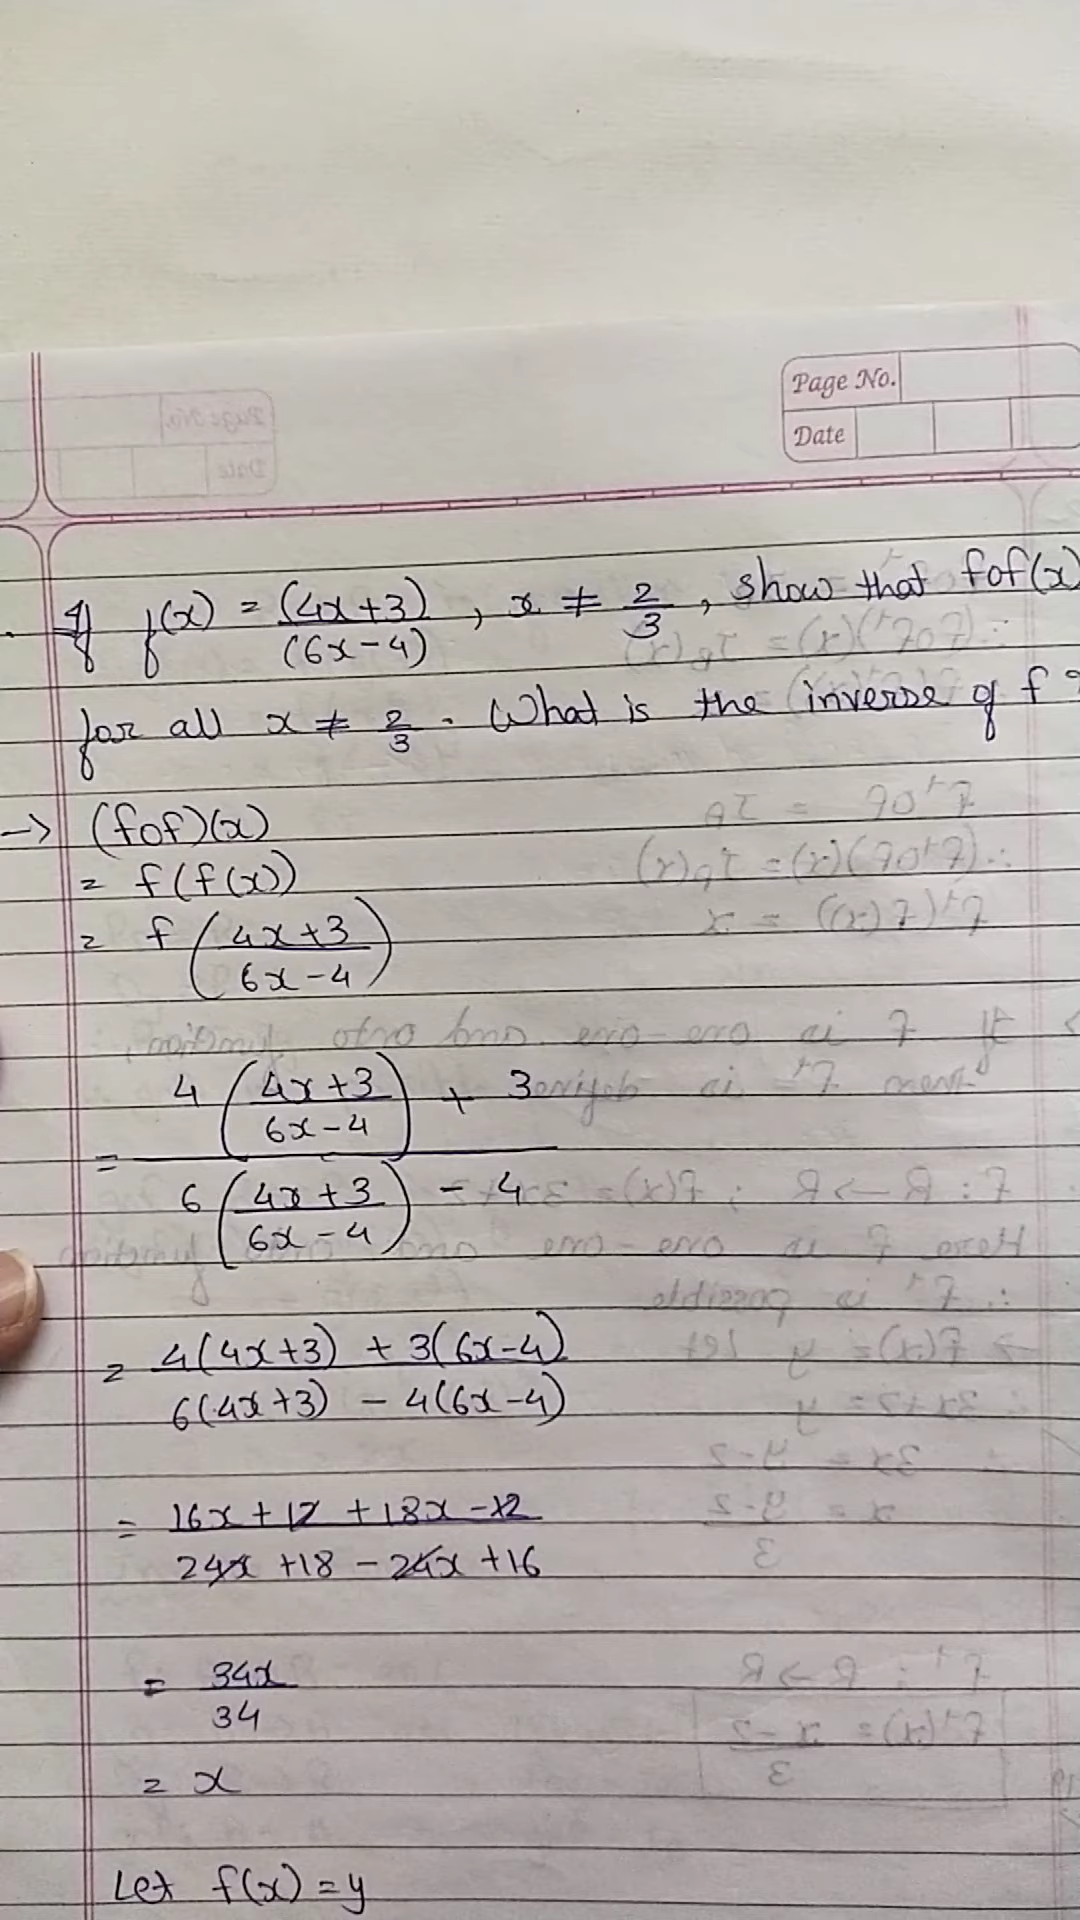 Page No.
Date
If f(x) = (4x+3)/(6x-4), x ≠ 2/3, show that fof(x)
for all x ≠ 2/3. What is the inverse of f?
→ (fof)(x)
= f(f(x))
= f((4x+3)/(6x-4))
= (4((4x+3)/(6x-4)) + 3)/(6((4x+3)/(6x-4)) - 4)
= (4(4x+3) + 3(6x-4))/(6(4x+3) - 4(6x-4))
= (16x+12+18x-12)/(24x+18-24x+16)
= 34x/34
= x
Let f(x) = y